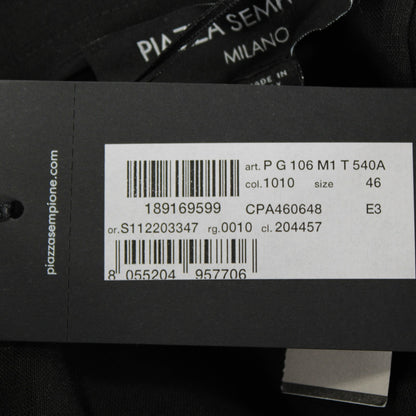 PIAZZA SEMPIONE
MILANO
MADE IN
piazzasempione.com
art. P G 106 M1 T 540A
col. 1010 size 46
189169599 CPA460648 E3
or. S112203347 rg. 0010 cl. 204457
8 055204 957706